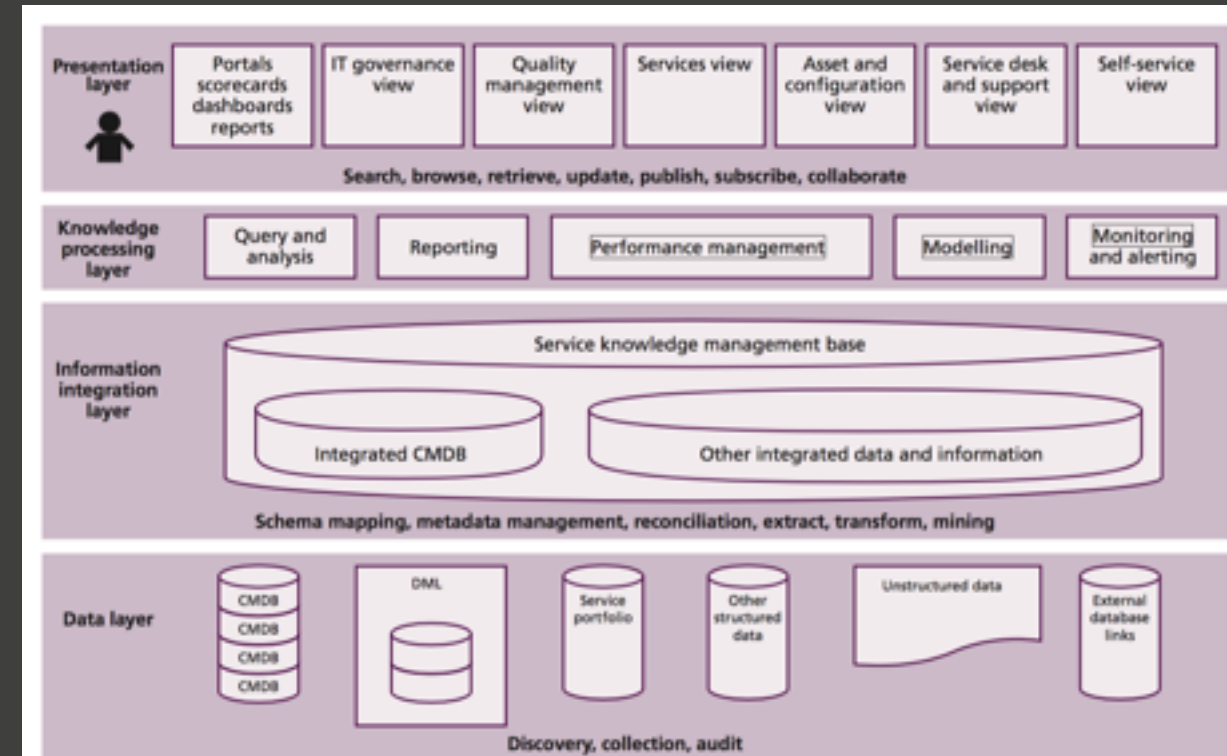 Presentation
layer
Portals
scorecards
dashboards
reports
IT governance
view
Quality
management
view
Services view
Asset and
configuration
view
Service desk
and support
view
Self-service
view
Search, browse, retrieve, update, publish, subscribe, collaborate
Knowledge
processing
layer
Query and
analysis
Reporting
Performance management
Modelling
Monitoring
and alerting
Information
integration
layer
Service knowledge management base
Integrated CMDB
Other integrated data and information
Schema mapping, metadata management, reconciliation, extract, transform, mining
Data layer
CMDB
CMDB
CMDB
CMDB
DML
Service
portfolio
Other
structured
data
Unstructured data
External
database
links
Discovery, collection, audit